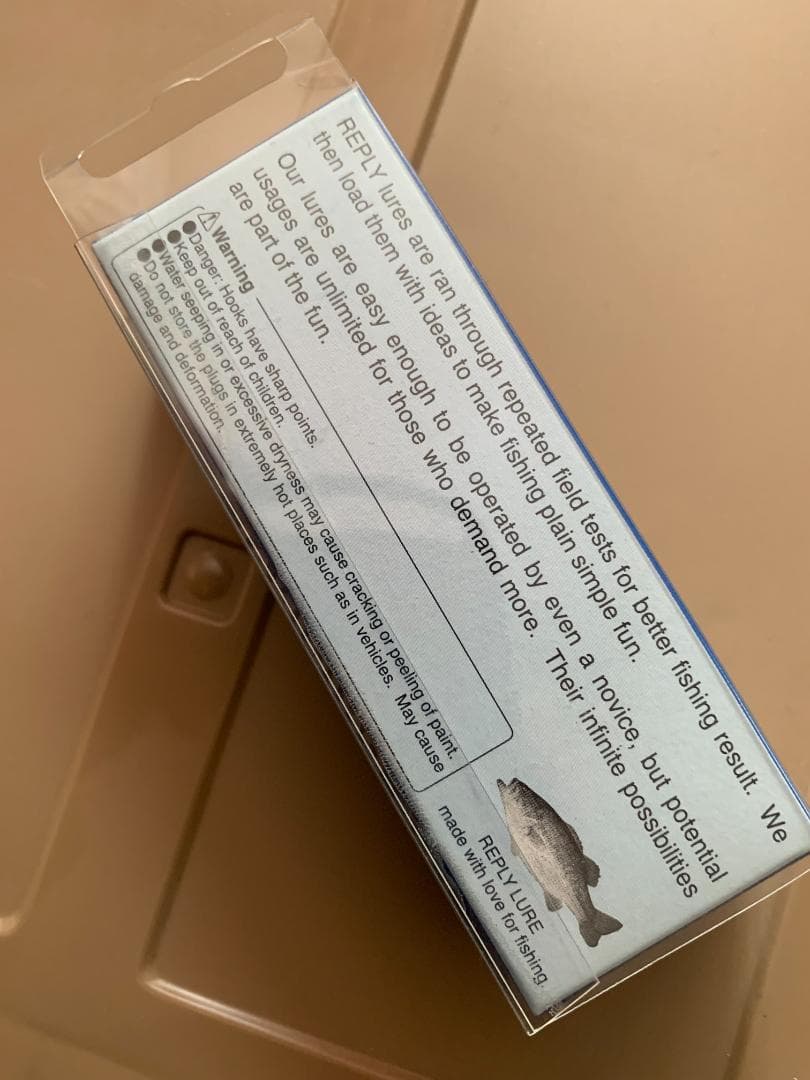 REPLY lures are ran through repeated field tests for better fishing result. We
then load them with ideas to make fishing plain simple fun.
Our lures are easy enough to be operated by even a novice, but potential
usages are unlimited for those who demand more. Their infinite possibilities
are part of the fun.
⚠Warning
●Danger: Hooks have sharp points.
●Keep out of reach of children.
●Water seeping in or excessive dryness may cause cracking or peeling of paint.
●Do not store the plugs in extremely hot places such as in vehicles. May cause
damage and deformation.
REPLY LURE
made with love for fishing.